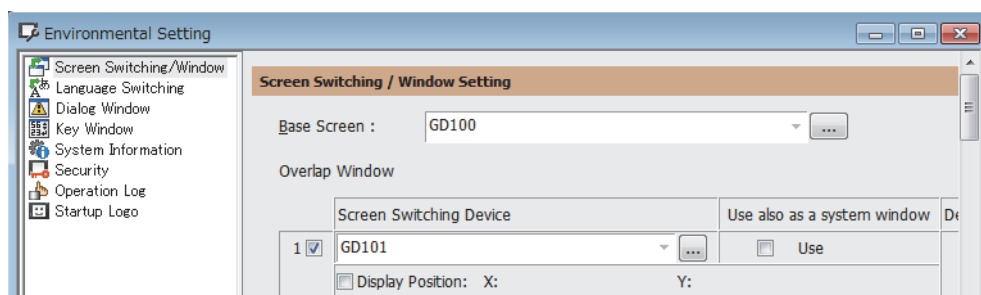 Environmental Setting
Screen Switching/Window
Language Switching
Dialog Window
Key Window
System Information
Security
Operation Log
Startup Logo
Screen Switching / Window Setting
Base Screen :
GD100
...
Overlap Window
Screen Switching Device
Use also as a system window
1
GD101
...
Use
Display Position: X: Y: